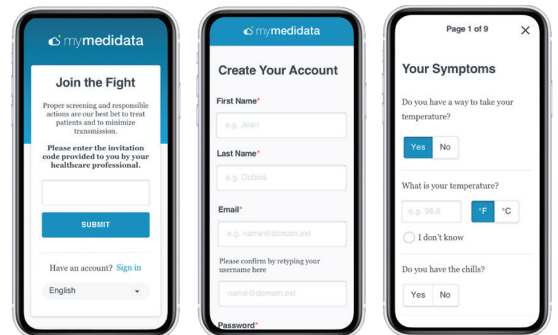 mymedidata
Join the Fight
Proper screening and responsible
actions are our best bet to treat
patients and to minimize
transmission.
Please enter the invitation
code provided to you by your
healthcare professional.
SUBMIT
Have an account? Sign in
English
mymedidata
Create Your Account
First Name*
e.g. Jean
Last Name*
e.g. Dubois
Email*
e.g. name@domain.ext
Please confirm by retyping your
username here
name@domain.ext
Password*
Page 1 of 9
Your Symptoms
Do you have a way to take your
temperature?
Yes No
What is your temperature?
e.g. 98.6 °F °C
I don't know
Do you have the chills?
Yes No